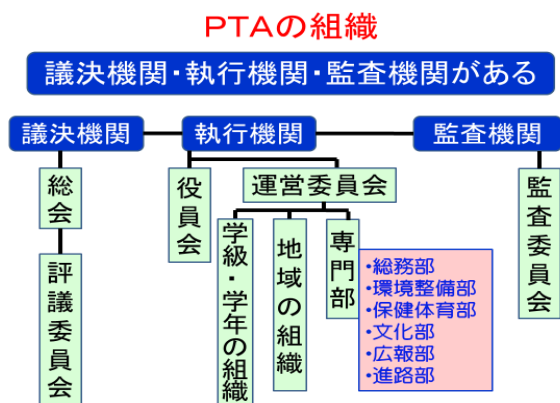 PTAの組織
議決機関・執行機関・監査機関がある
議決機関
執行機関
監査機関
総会
評議委員会
役員会
運営委員会
学級・学年の組織
地域の組織
専門部
・総務部
・環境整備部
・保健体育部
・文化部
・広報部
・進路部
監査委員会